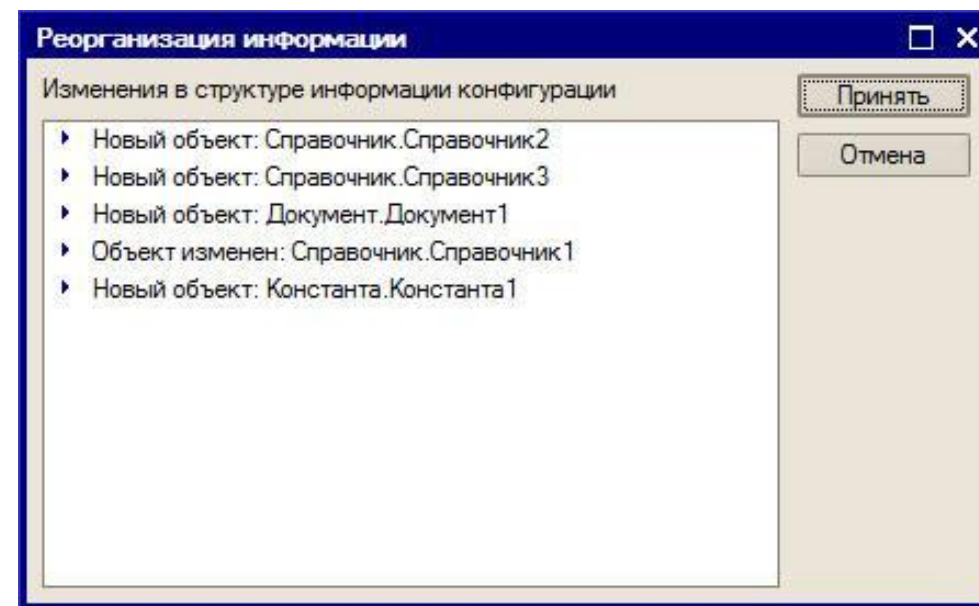 Реорганизация информации
Изменения в структуре информации конфигурации
Принять
Новый объект: Справочник.Справочник2
Отмена
Новый объект: Справочник.Справочник3
Новый объект: Документ.Документ1
Объект изменен: Справочник.Справочник1
Новый объект: Константа.Константа1